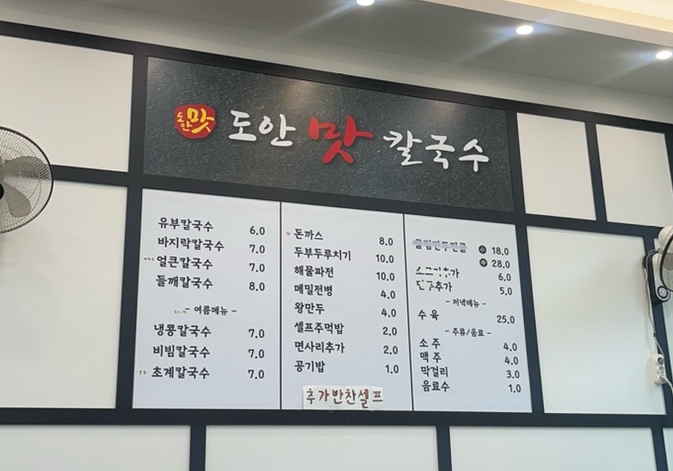 도안맛
도안 맛 칼국수
유부칼국수 6.0
바지락칼국수 7.0
얼큰칼국수 7.0
들깨칼국수 8.0
- 여름메뉴 -
냉콩칼국수 7.0
비빔칼국수 7.0
초계칼국수 7.0
돈까스 8.0
두부두루치기 10.0
해물파전 10.0
메밀전병 4.0
왕만두 4.0
셀프주먹밥 2.0
면사리추가 2.0
공기밥 1.0
추가반찬셀프
18.0
28.0
추가 6.0
추가 5.0
- 저녁메뉴 -
수 육 25.0
- 주류/음료 -
소 주 4.0
맥 주 4.0
막걸리 3.0
음료수 1.0